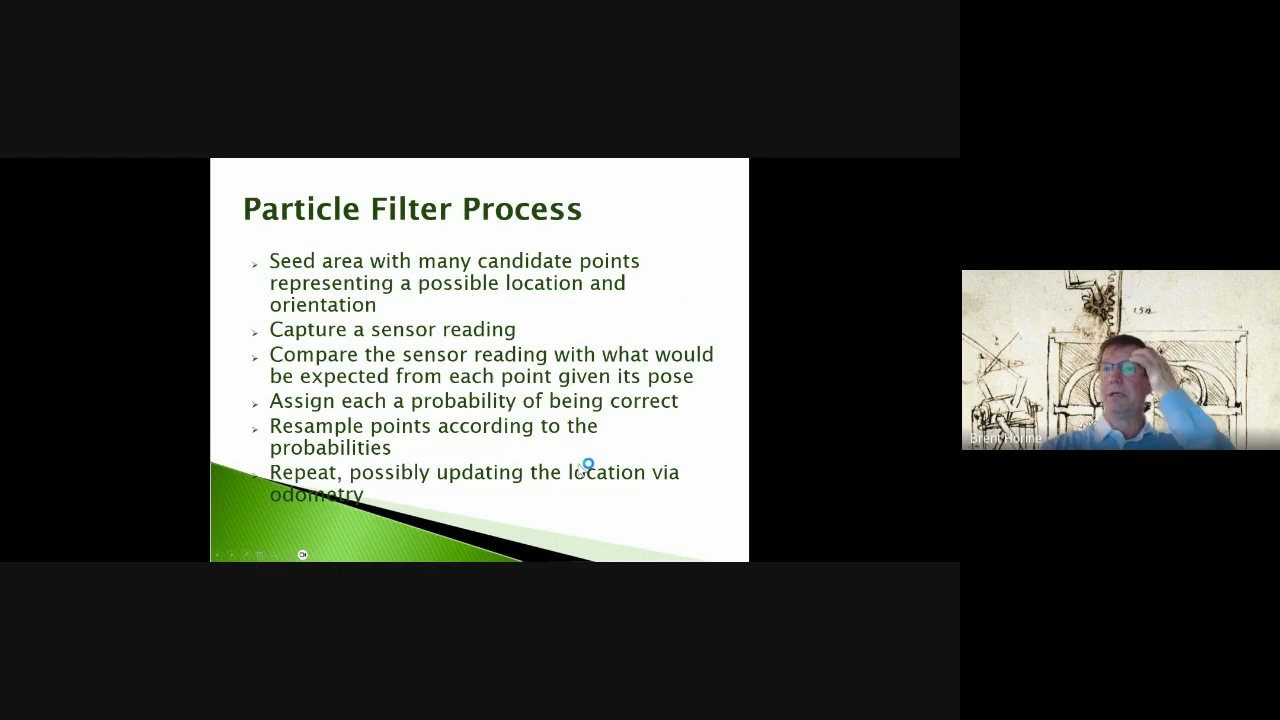 Particle Filter Process
Seed area with many candidate points
representing a possible location and
orientation
Capture a sensor reading
Compare the sensor reading with what would
be expected from each point given its pose
Assign each a probability of being correct
Resample points according to the
probabilities
Repeat, possibly updating the location via
odometry
Brent Horine